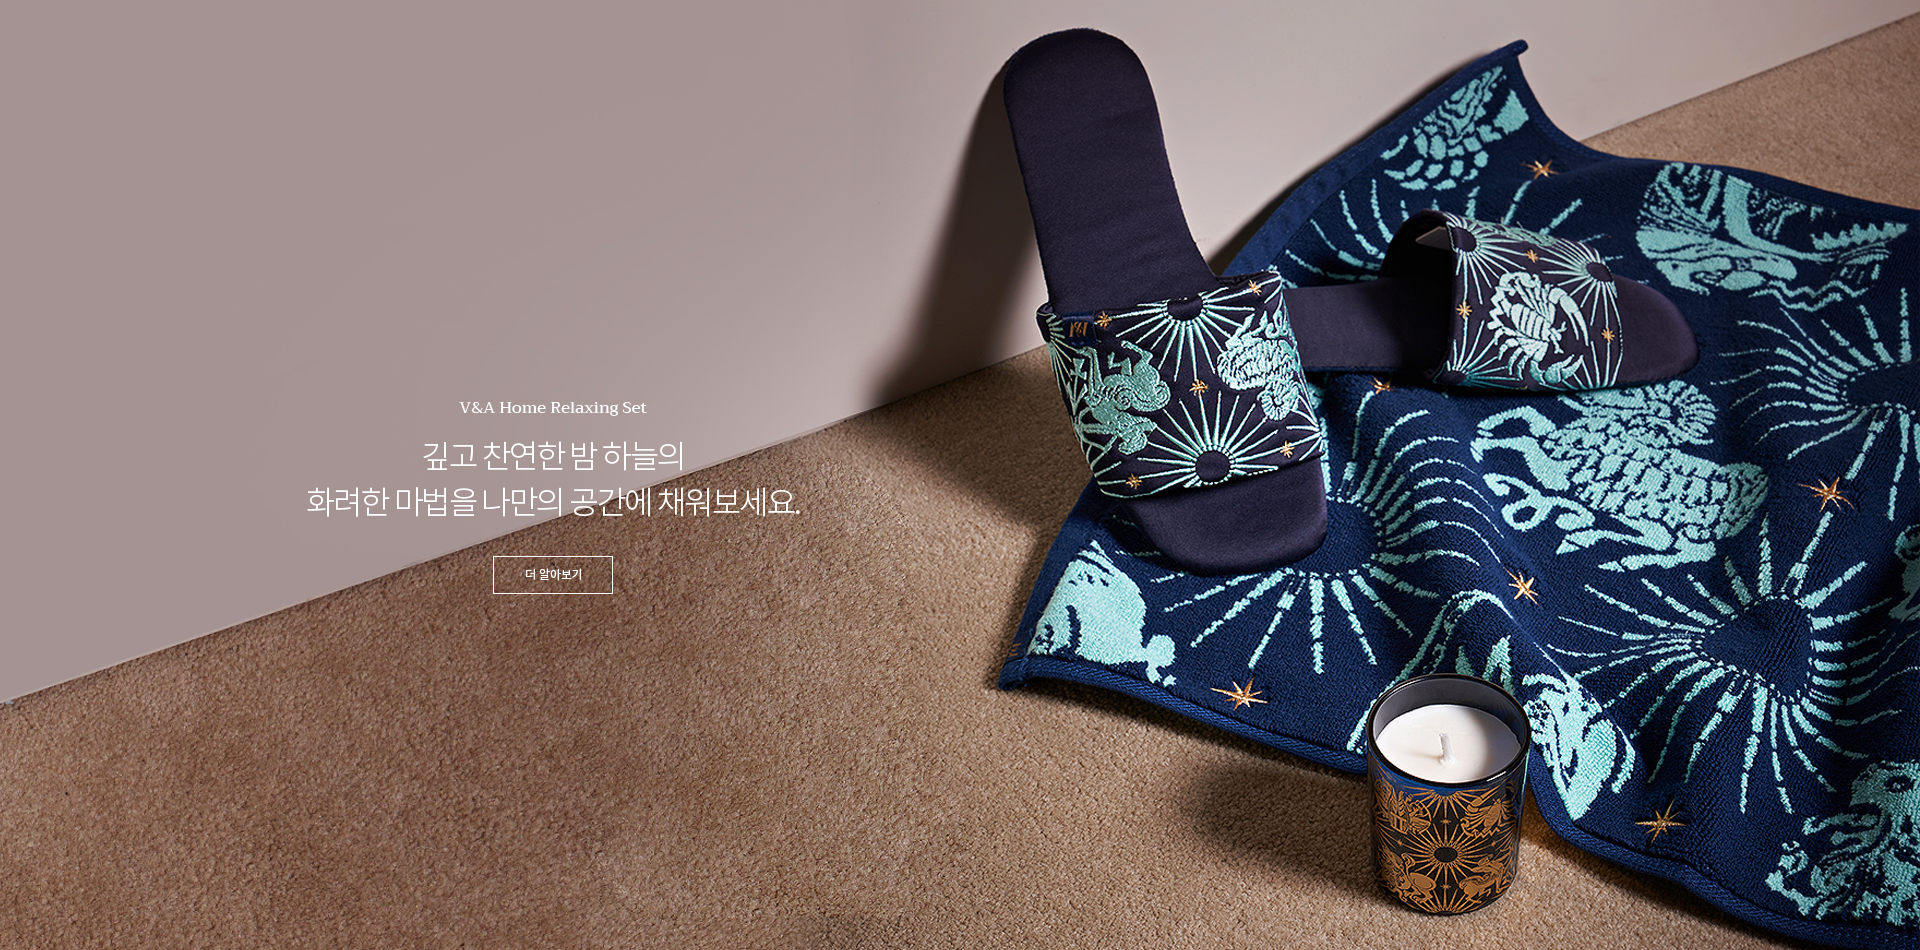 V&A Home Relaxing Set
깊고 찬연한 밤 하늘의
화려한 마법을 나만의 공간에 채워보세요.
더 알아보기